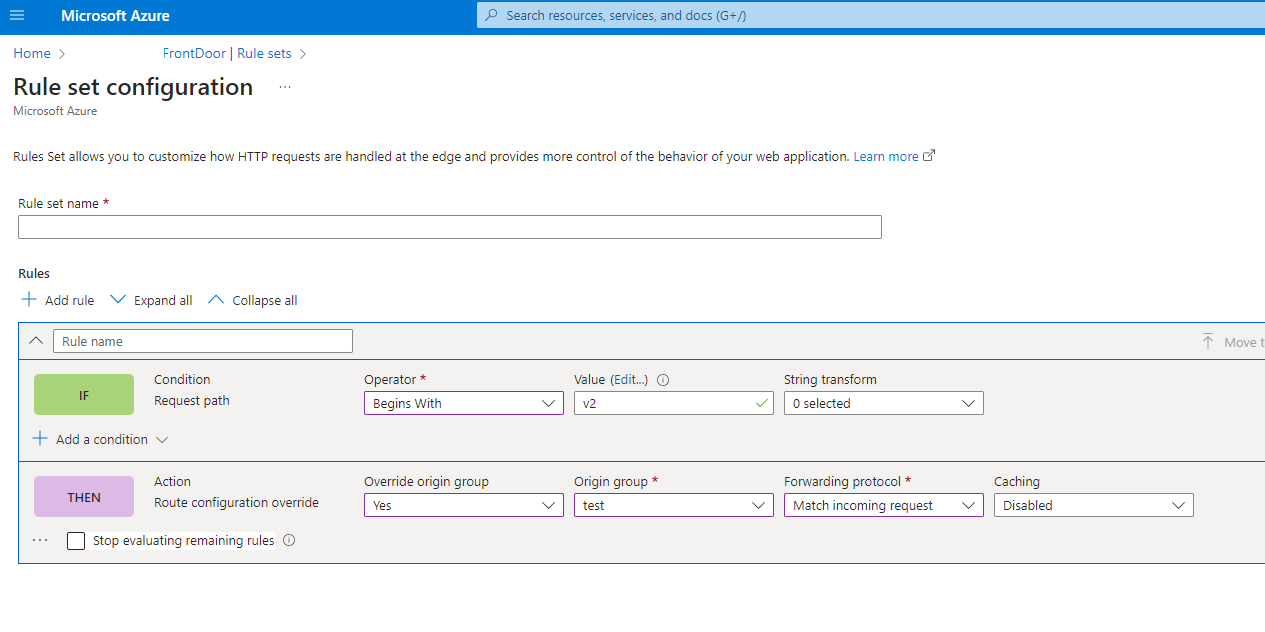 Microsoft Azure
Search resources, services, and docs (G+/)
Home > FrontDoor | Rule sets >
Rule set configuration ...
Microsoft Azure
Rules Set allows you to customize how HTTP requests are handled at the edge and provides more control of the behavior of your web application. Learn more
Rule set name *
Rules
+ Add rule Expand all Collapse all
Rule name
Move t
IF
Condition
Request path
Operator *
Begins With
Value (Edit...)
v2
String transform
0 selected
+ Add a condition
THEN
Action
Route configuration override
Override origin group
Yes
Origin group *
test
Forwarding protocol *
Match incoming request
Caching
Disabled
... Stop evaluating remaining rules